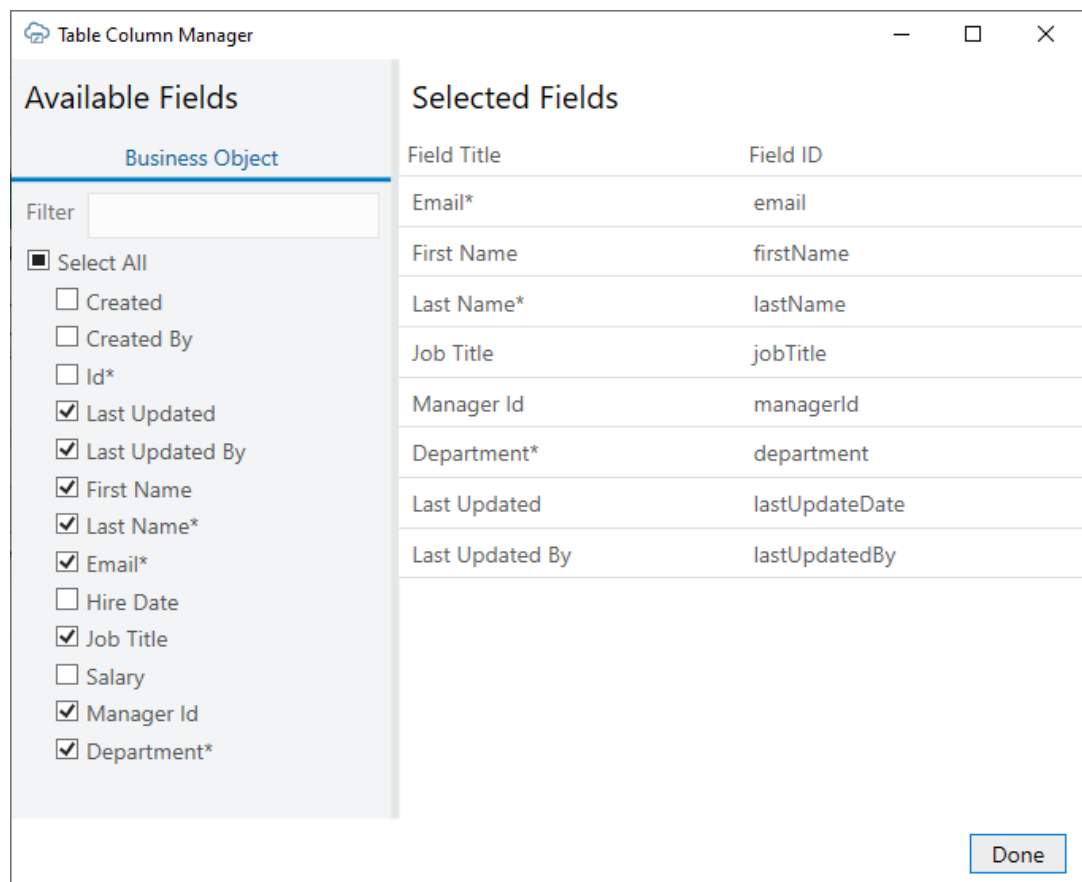 Table Column Manager
Available Fields
Business Object
Filter
Select All
Created
Created By
Id*
Last Updated
Last Updated By
First Name
Last Name*
Email*
Hire Date
Job Title
Salary
Manager Id
Department*
Selected Fields
Field Title Field ID
Email* email
First Name firstName
Last Name* lastName
Job Title jobTitle
Manager Id managerId
Department* department
Last Updated lastUpdateDate
Last Updated By lastUpdatedBy
Done